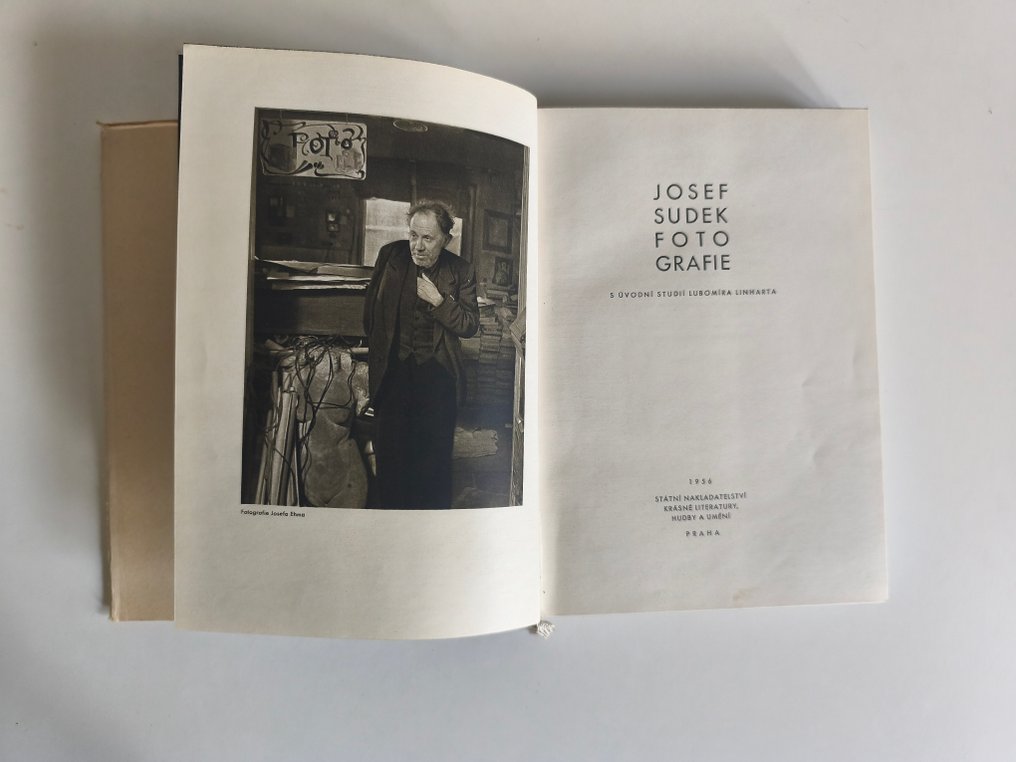 Foto
Fotografie Josefa Ehma
JOSEF
SUDEK
FOTO
GRAFIE
S ÚVODNÍ STUDIÍ LUBOMÍRA LINHARTA
1956
STÁTNÍ NAKLADATELSTVÍ
KRÁSNÉ LITERATURY,
HUDBY A UMĚNÍ
PRAHA